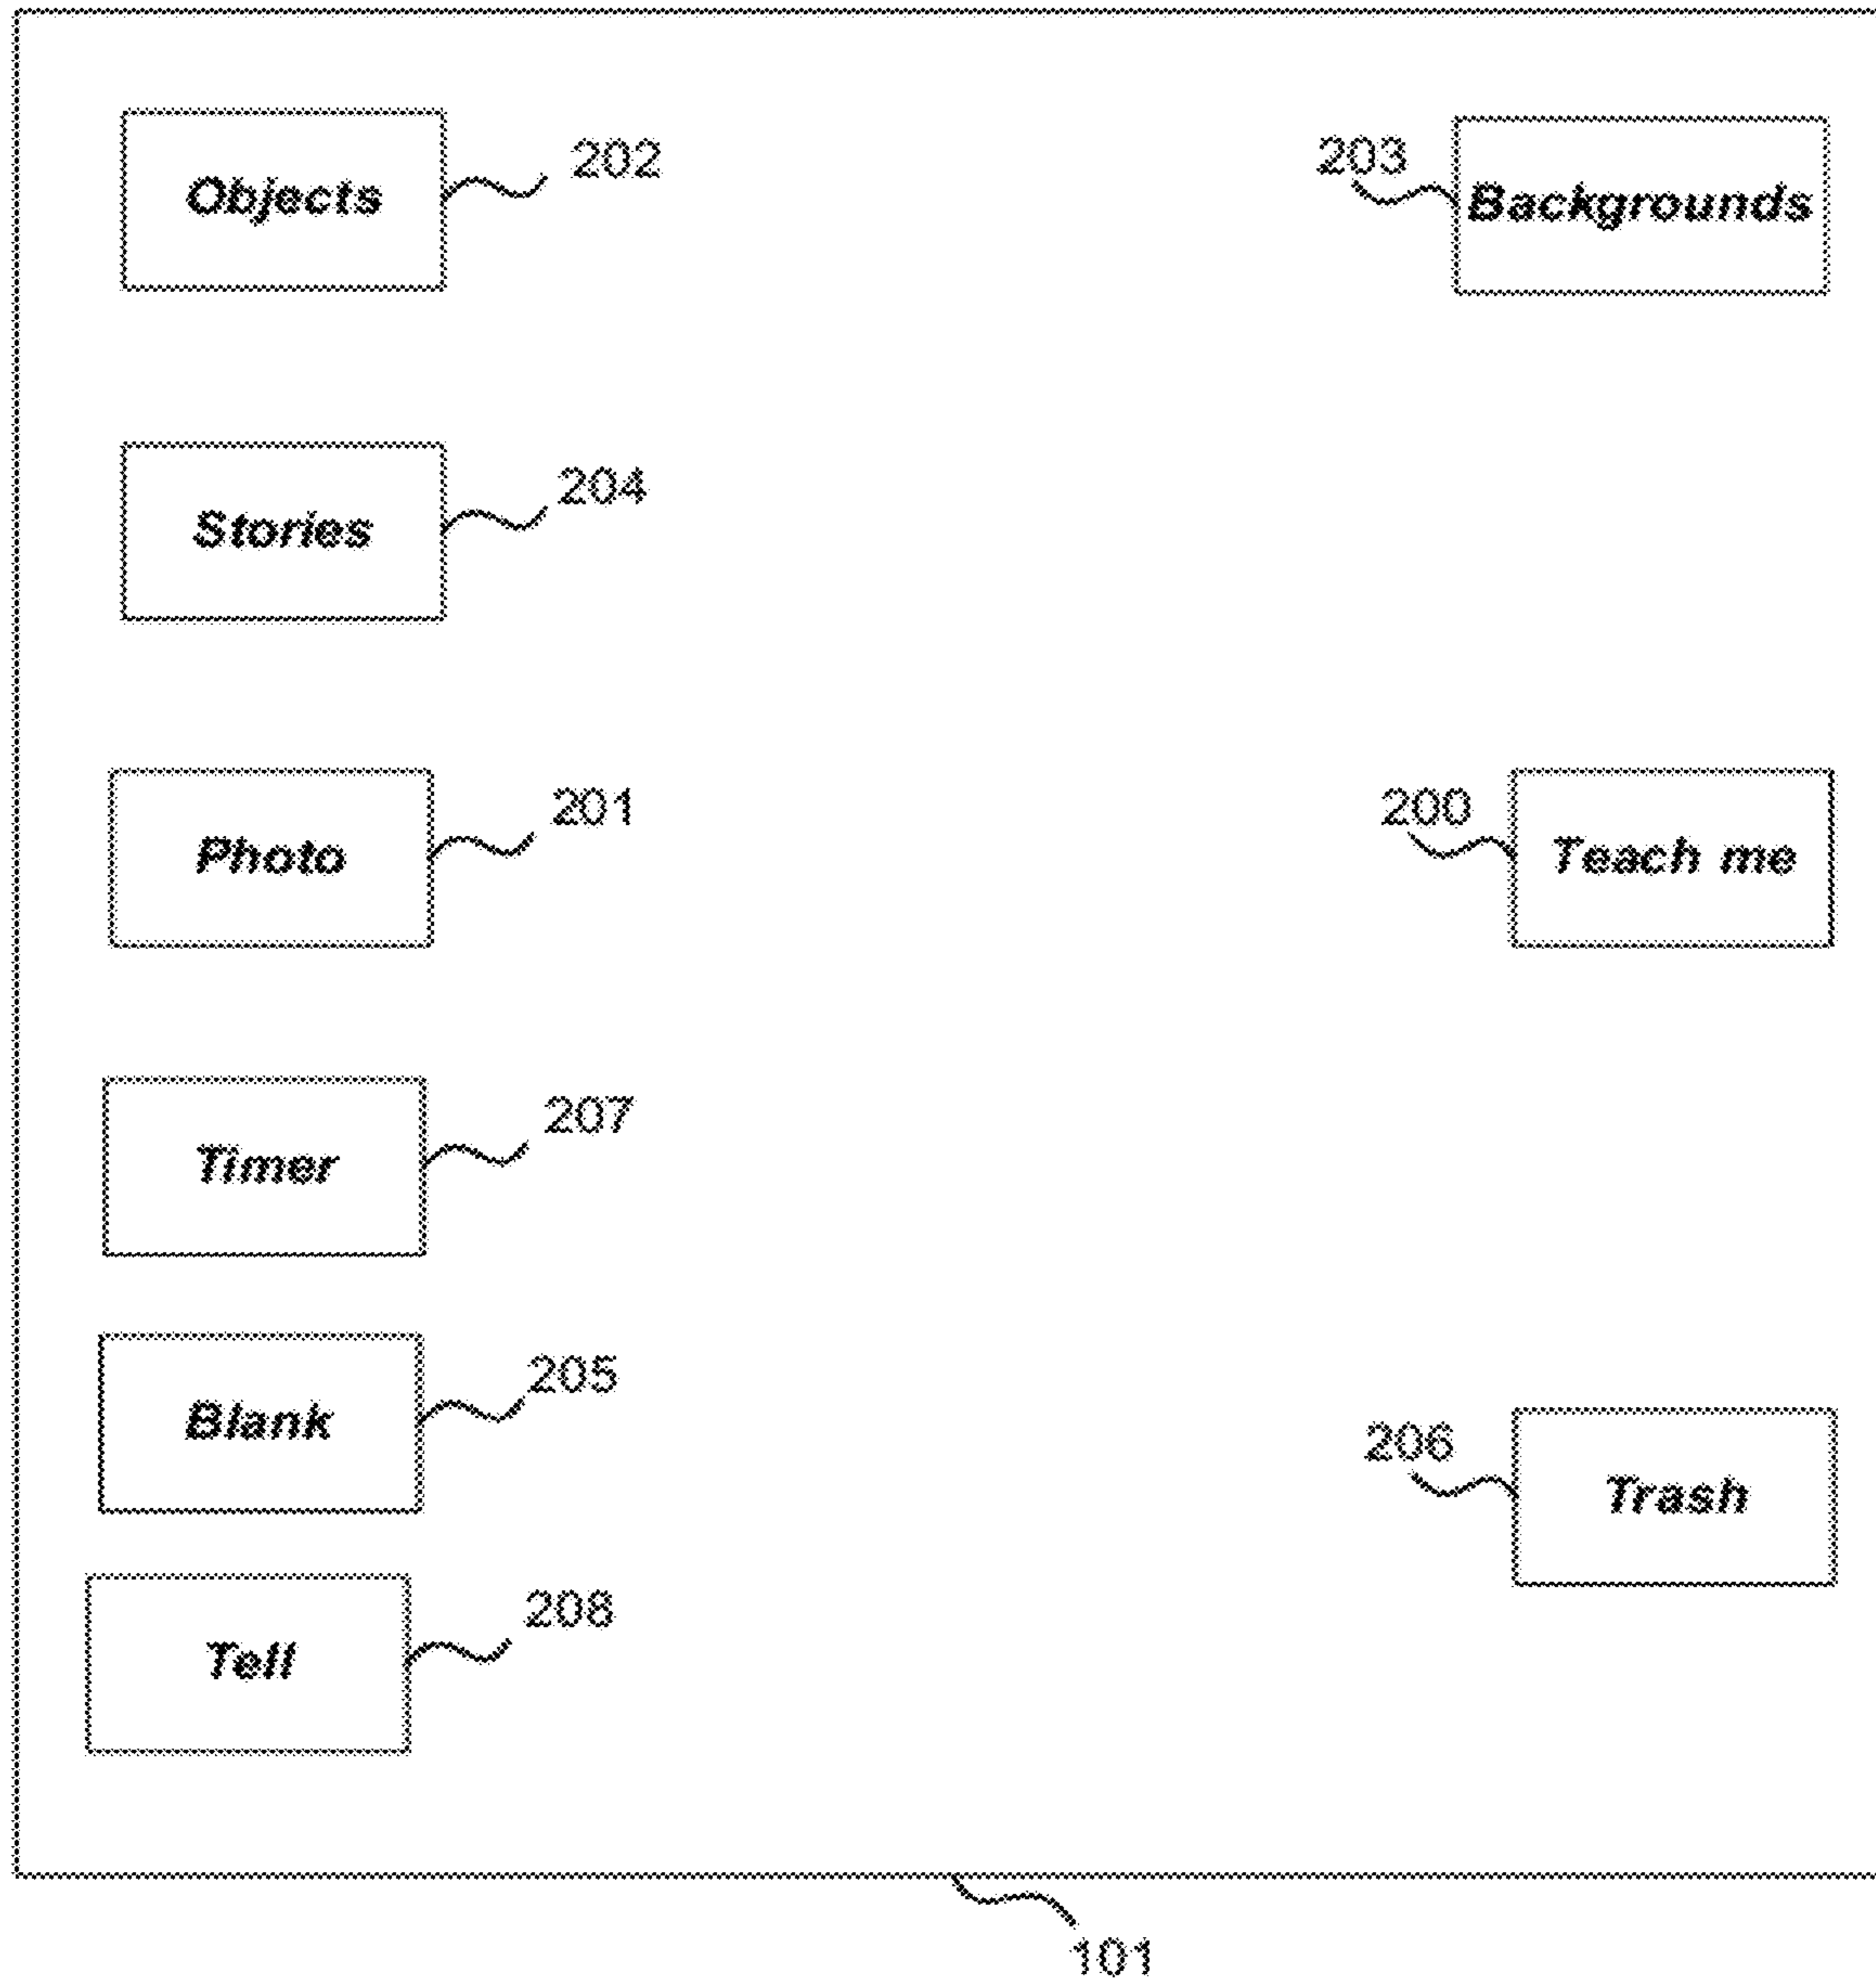 Objects
202
203
Backgrounds
Stories
204
Photo
201
200
Teach me
Timer
207
Blank
205
206
Trash
Tell
208
101